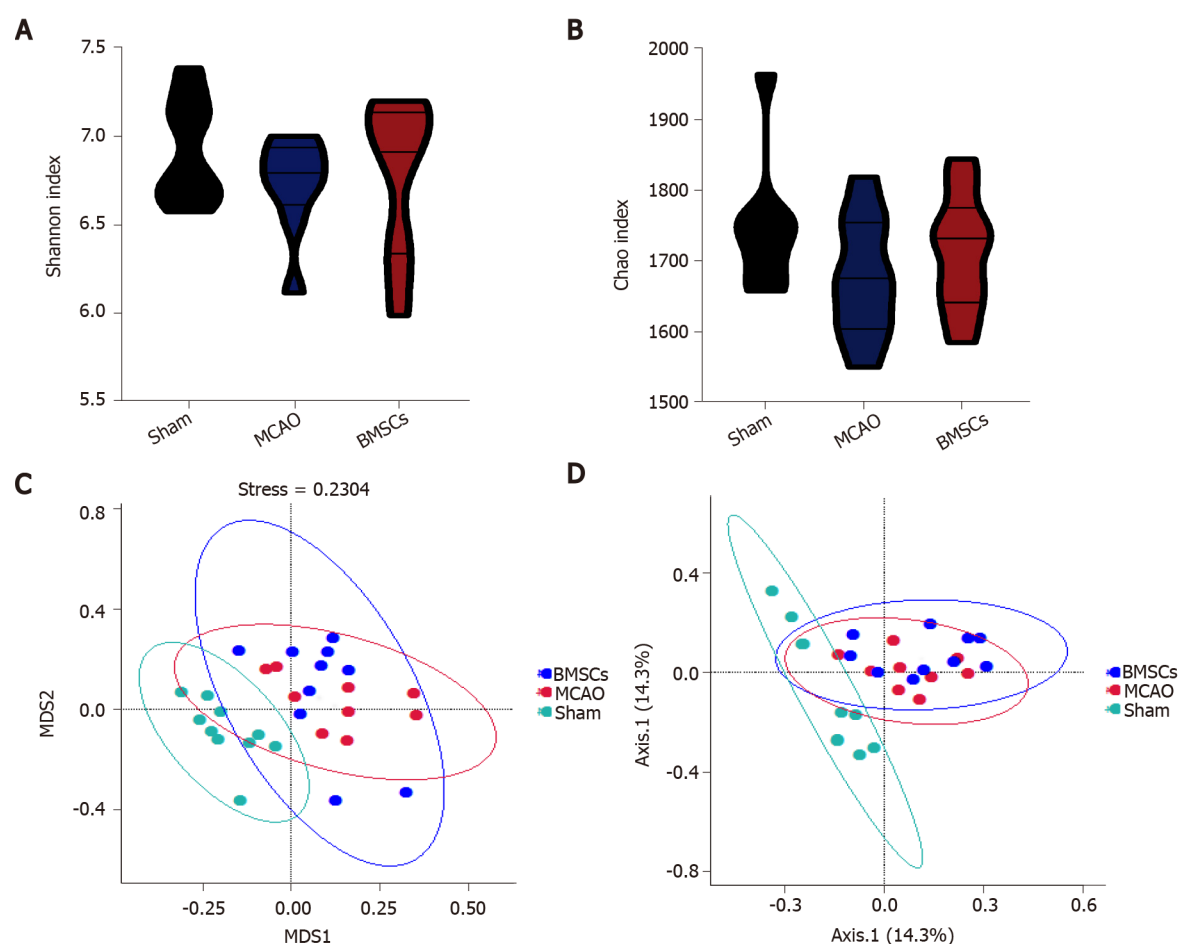 A
7.5
7.0
6.5
6.0
5.5
Shannon index
Sham
MCAO
BMSCs
B
2000
1900
1800
1700
1600
1500
Chao index
Sham
MCAO
BMSCs
C
Stress = 0.2304
0.8
0.4
0.0
-0.4
MDS2
-0.25
0.00
0.25
0.50
MDS1
BMSCs
MCAO
Sham
D
0.4
0.0
-0.4
-0.8
Axis.1 (14.3%)
-0.3
0.0
0.3
0.6
Axis.1 (14.3%)
BMSCs
MCAO
Sham